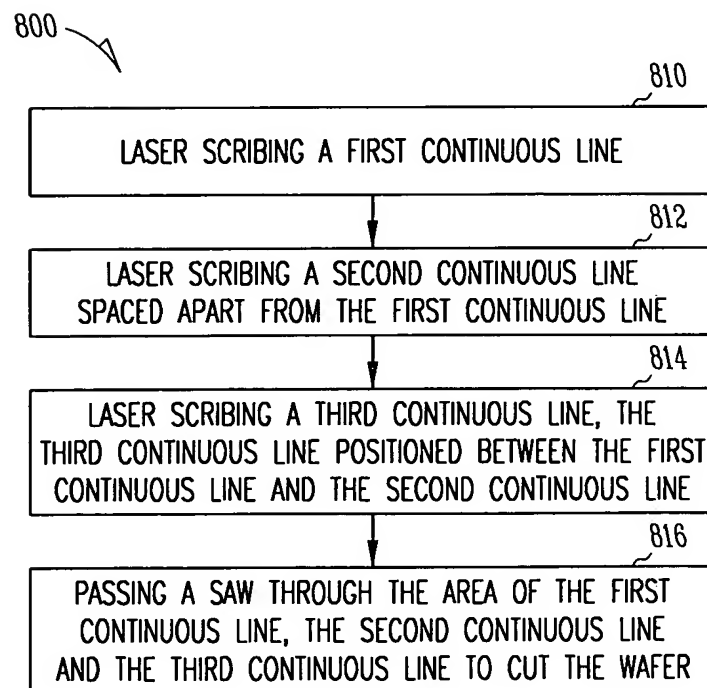 800
810
LASER SCRIBING A FIRST CONTINUOUS LINE
812
LASER SCRIBING A SECOND CONTINUOUS LINE
SPACED APART FROM THE FIRST CONTINUOUS LINE
814
LASER SCRIBING A THIRD CONTINUOUS LINE, THE
THIRD CONTINUOUS LINE POSITIONED BETWEEN THE FIRST
CONTINUOUS LINE AND THE SECOND CONTINUOUS LINE
816
PASSING A SAW THROUGH THE AREA OF THE FIRST
CONTINUOUS LINE, THE SECOND CONTINUOUS LINE
AND THE THIRD CONTINUOUS LINE TO CUT THE WAFER